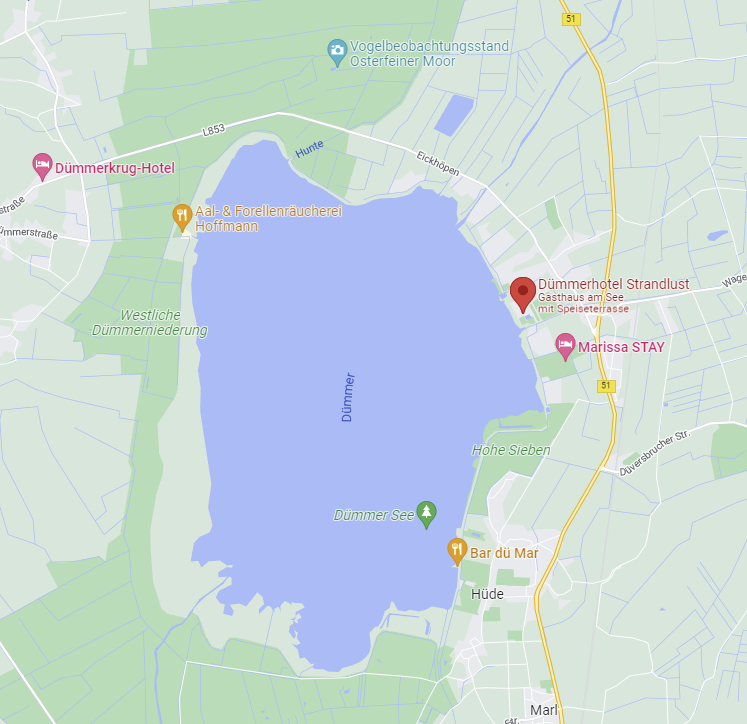 51
Vogelbeobachtungsstand
Osterfeiner Moor
L853
Hunte
Eickhöpen
Dümmerkrug-Hotel
straße
ümmerstraße
Aal- & Forellenräucherei
Hoffmann
Westliche
Dümmerniederung
Dümmerhotel Strandlust
Gasthaus am See
mit Speiseterrasse
Wage
Marissa STAY
Dümmer
51
Düversbrucher Str.
Hohe Sieben
Dümmer See
Bar dü Mar
Hüde
Marl